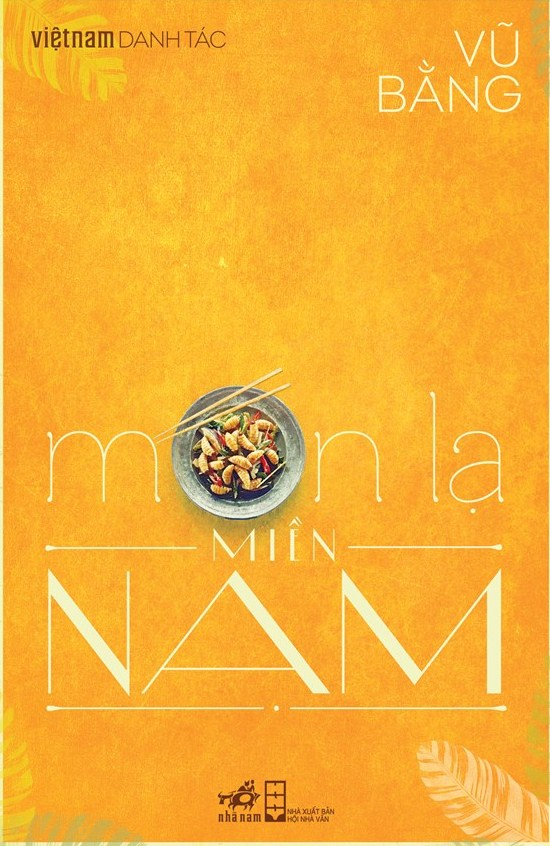 việtnam DANH TÁC
VŨ
BẰNG
món lạ
MIỀN
NAM
nhã nam
NHÀ XUẤT BẢN
HỘI NHÀ VĂN